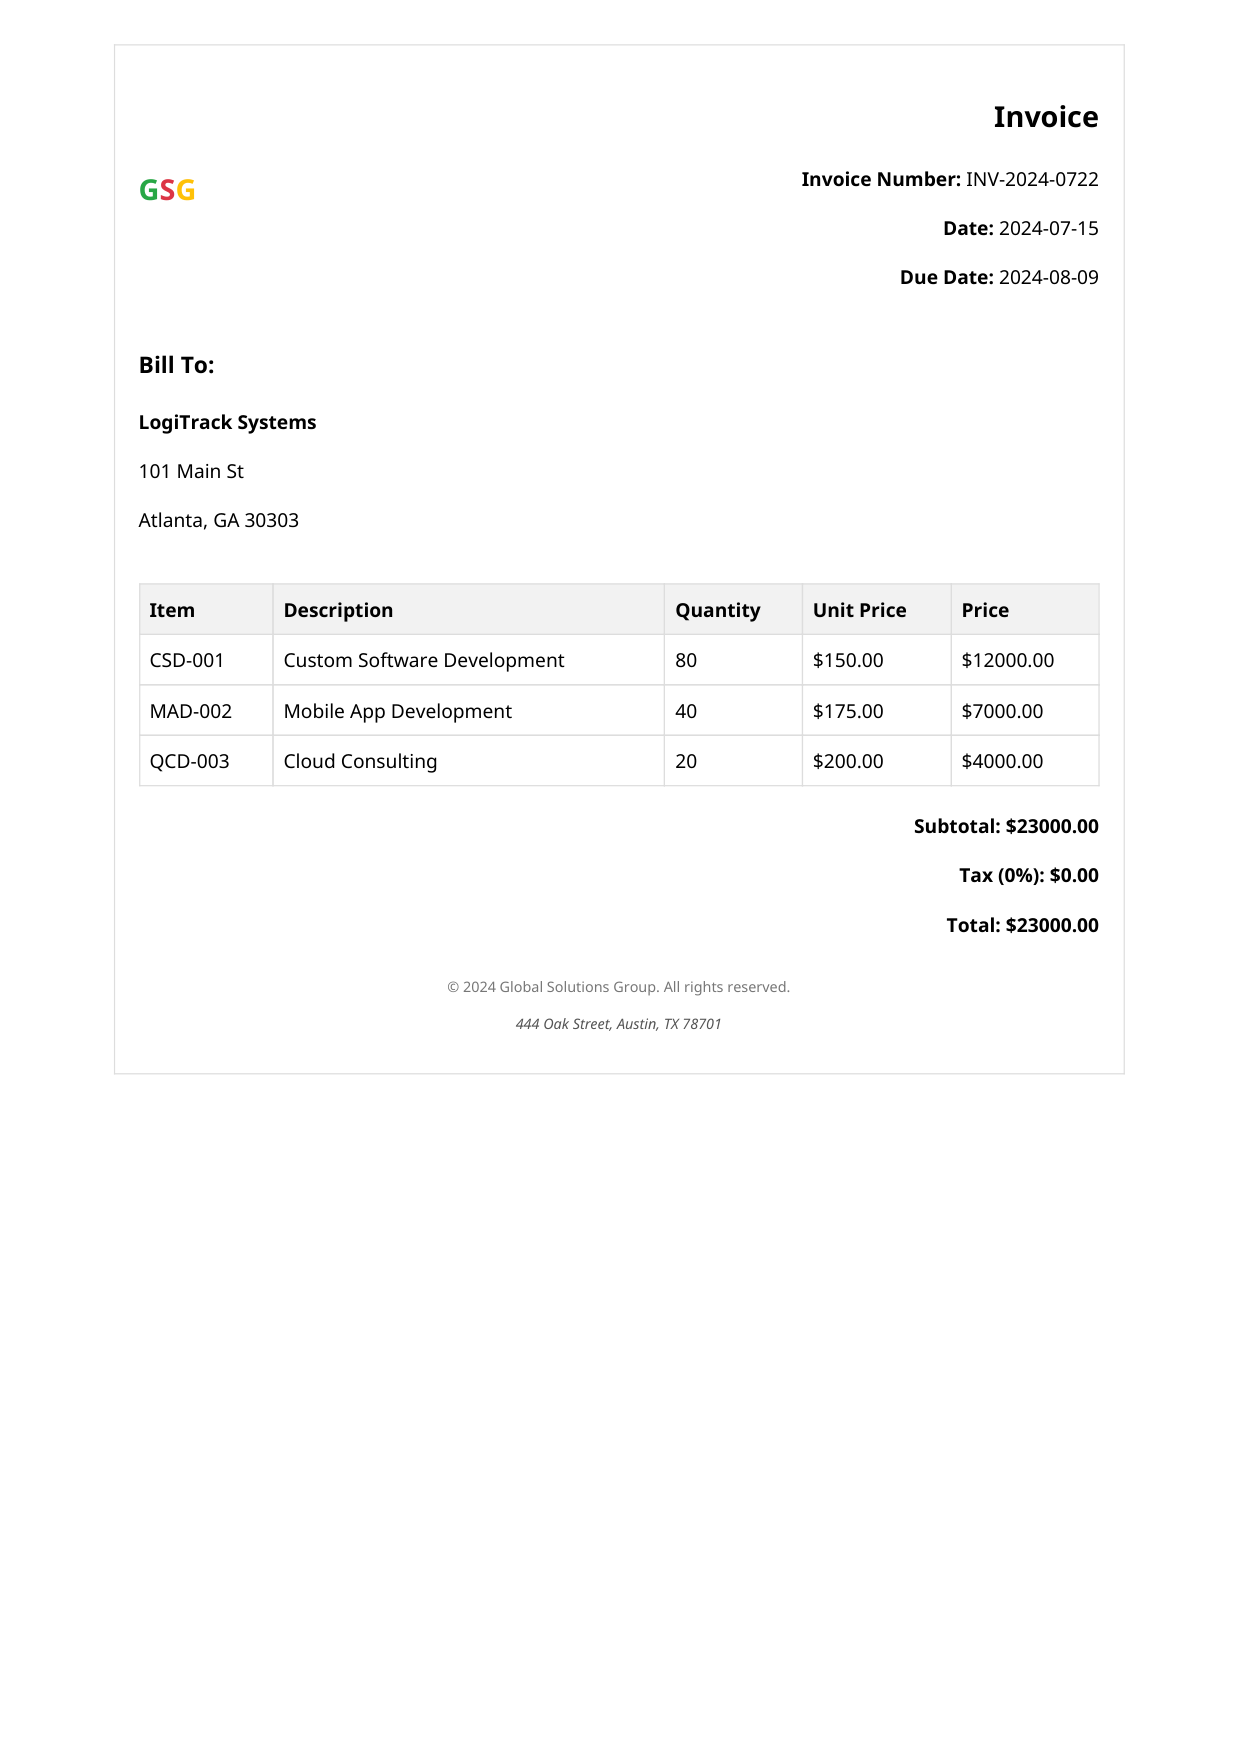 Invoice
GSG
Invoice Number: INV-2024-0722
Date: 2024-07-15
Due Date: 2024-08-09
Bill To:
LogiTrack Systems
101 Main St
Atlanta, GA 30303
Item Description Quantity Unit Price Price
CSD-001 Custom Software Development 80 $150.00 $12000.00
MAD-002 Mobile App Development 40 $175.00 $7000.00
QCD-003 Cloud Consulting 20 $200.00 $4000.00
Subtotal: $23000.00
Tax (0%): $0.00
Total: $23000.00
© 2024 Global Solutions Group. All rights reserved.
444 Oak Street, Austin, TX 78701